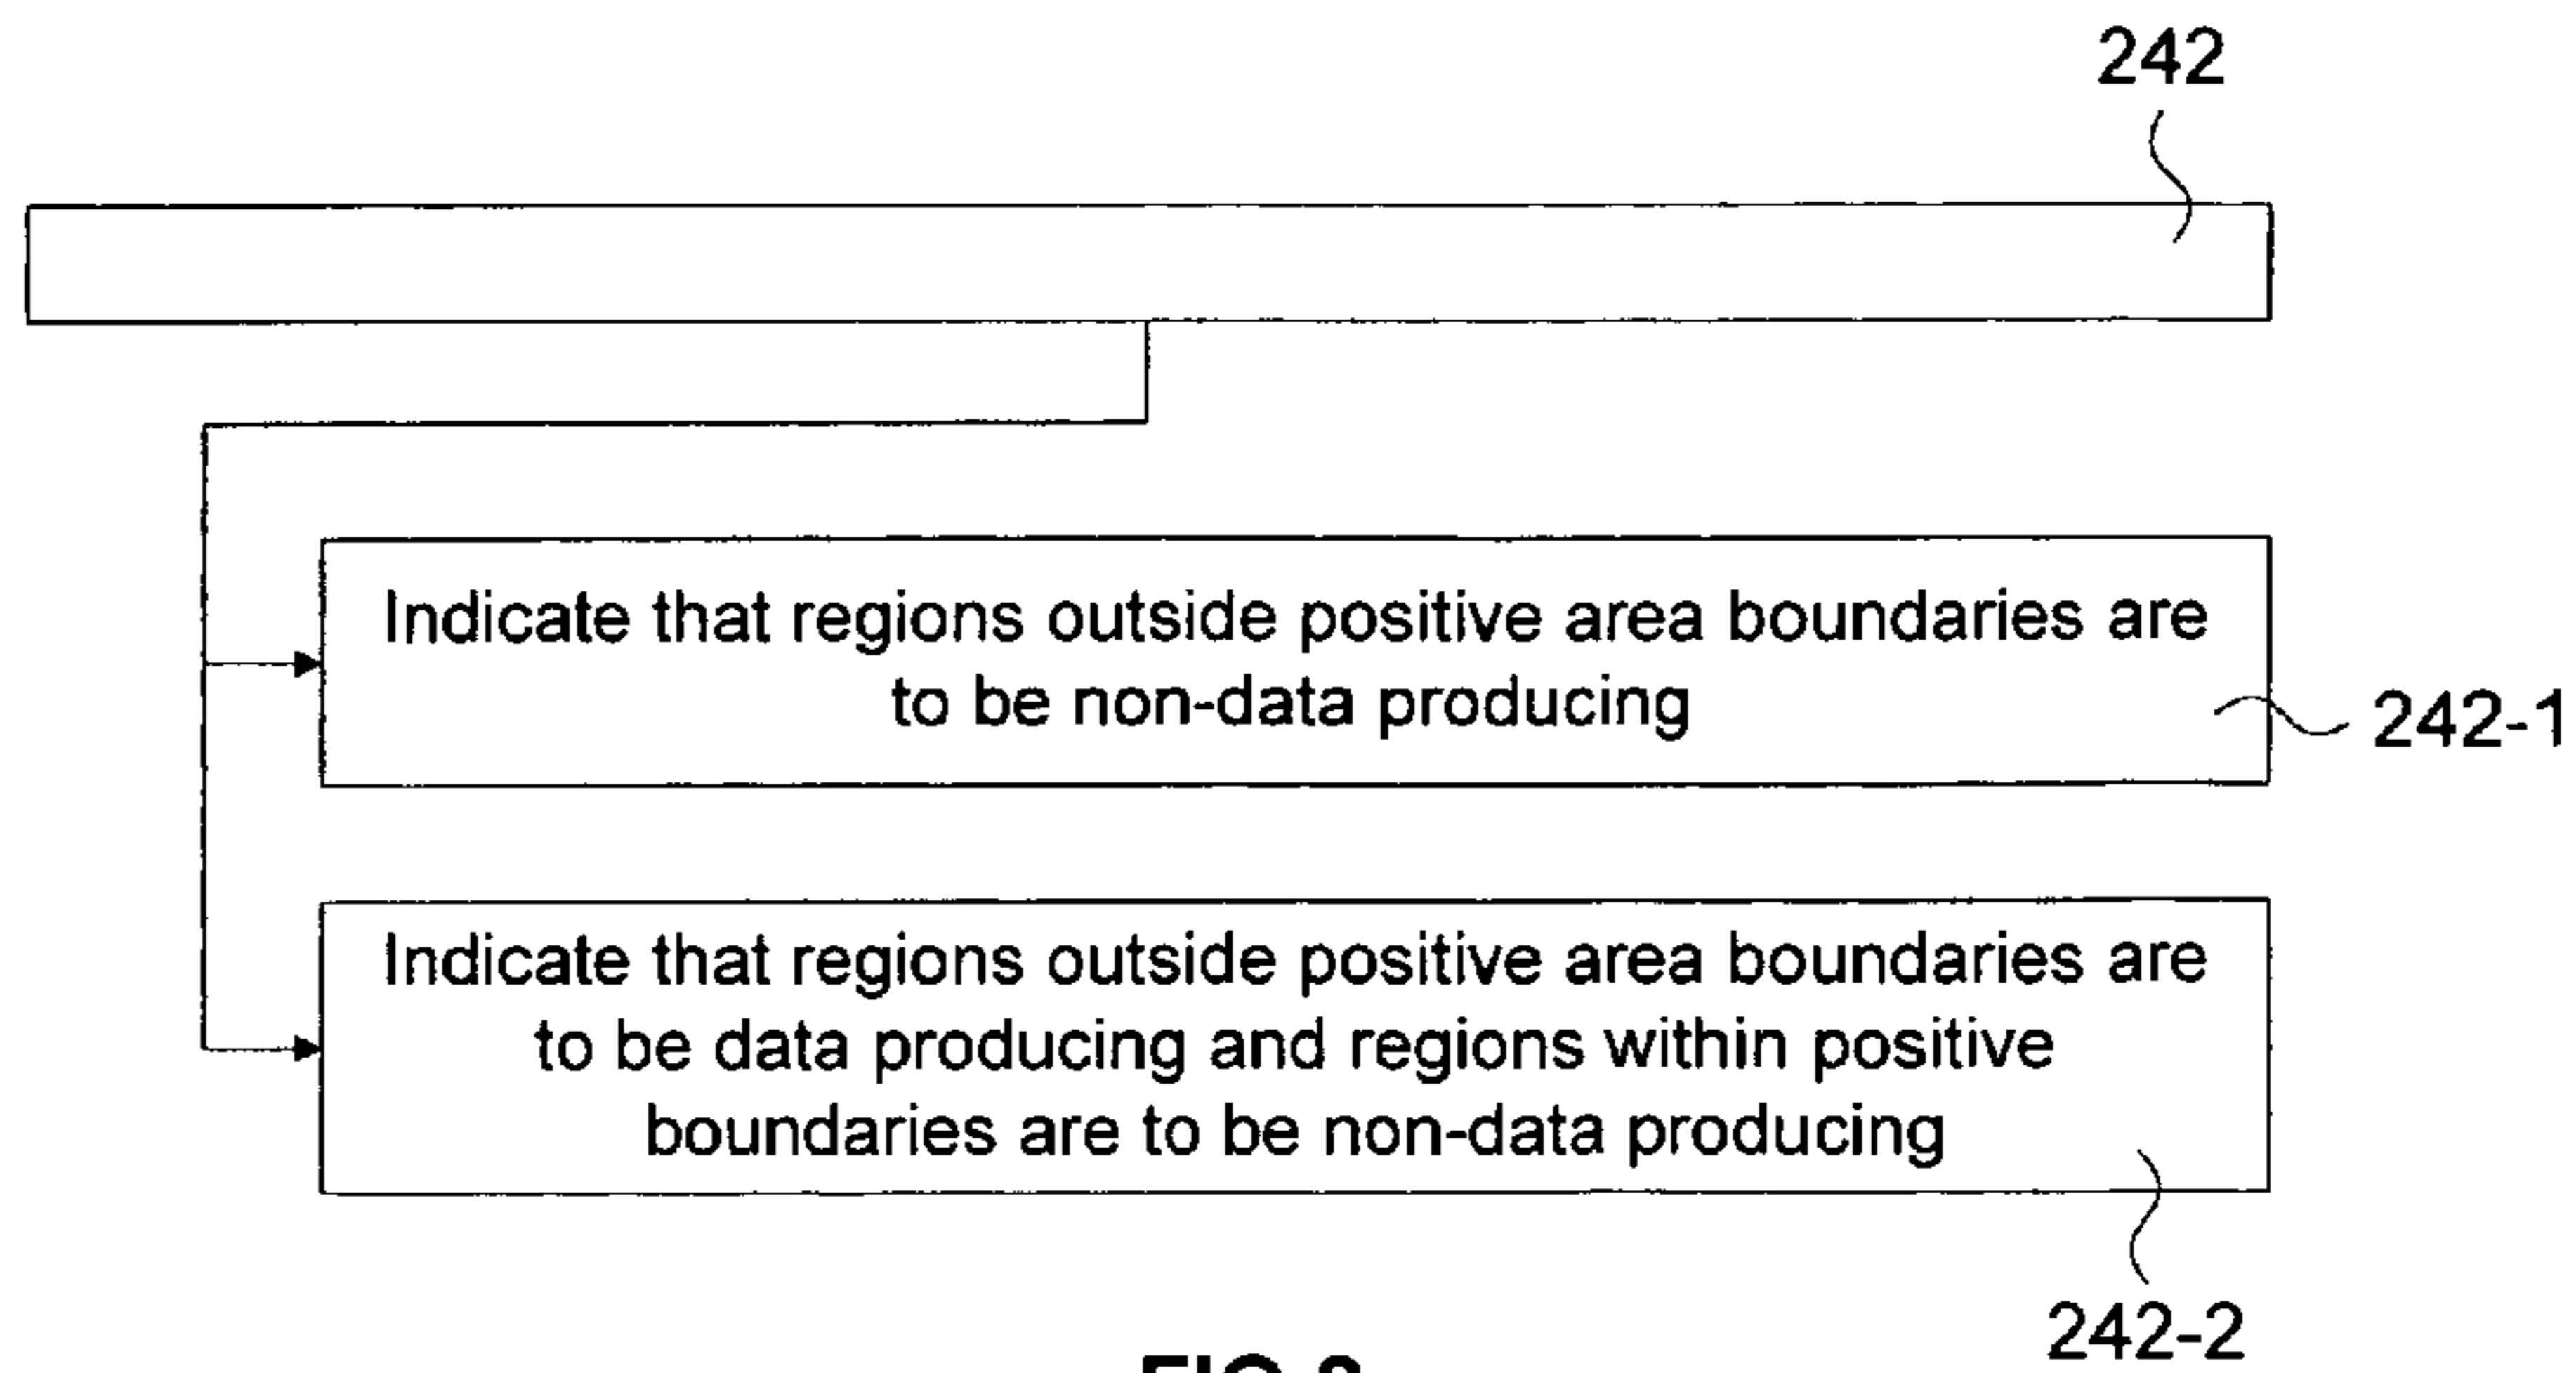 242
Indicate that regions outside positive area boundaries are
to be non-data producing
242-1
Indicate that regions outside positive area boundaries are
to be data producing and regions within positive
boundaries are to be non-data producing
242-2